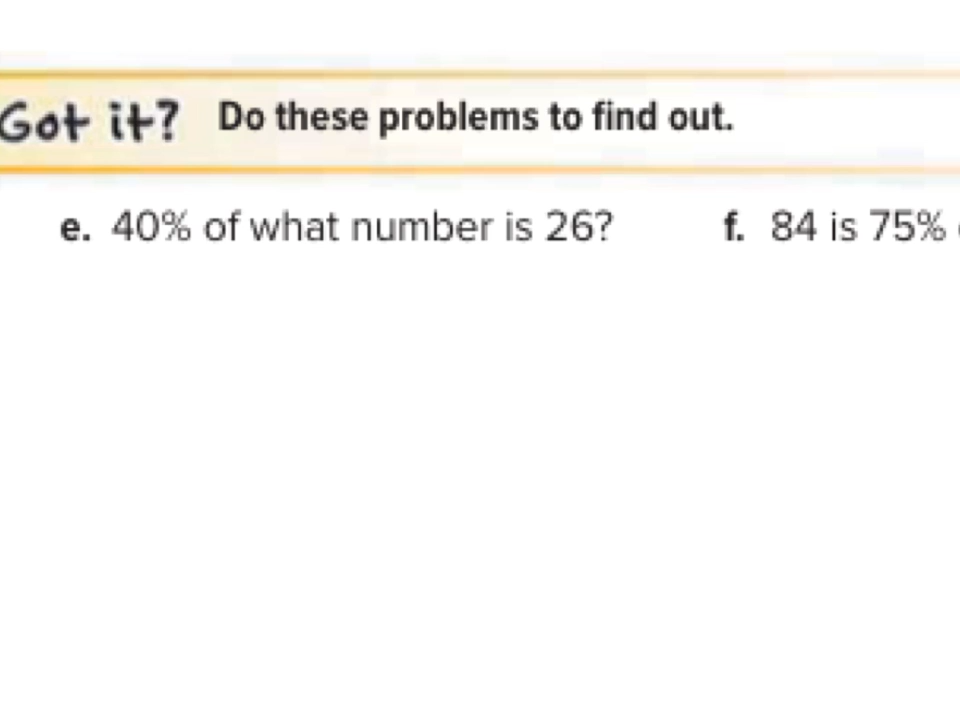 Got it? Do these problems to find out.
e. 40% of what number is 26? f. 84 is 75%